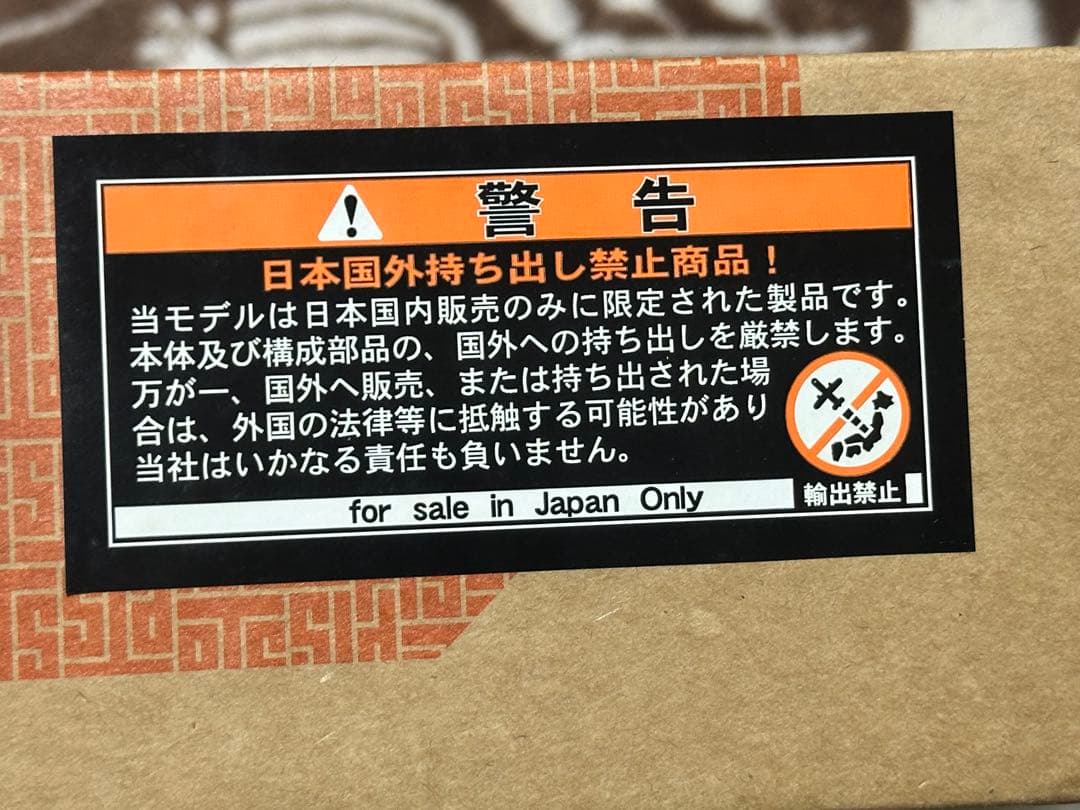 警告
日本国外持ち出し禁止商品！
当モデルは日本国内販売のみに限定された製品です。
本体及び構成部品の、国外への持ち出しを厳禁します。
万が一、国外へ販売、または持ち出された場
合は、外国の法律等に抵触する可能性があり
当社はいかなる責任も負いません。
for sale in Japan Only
輸出禁止